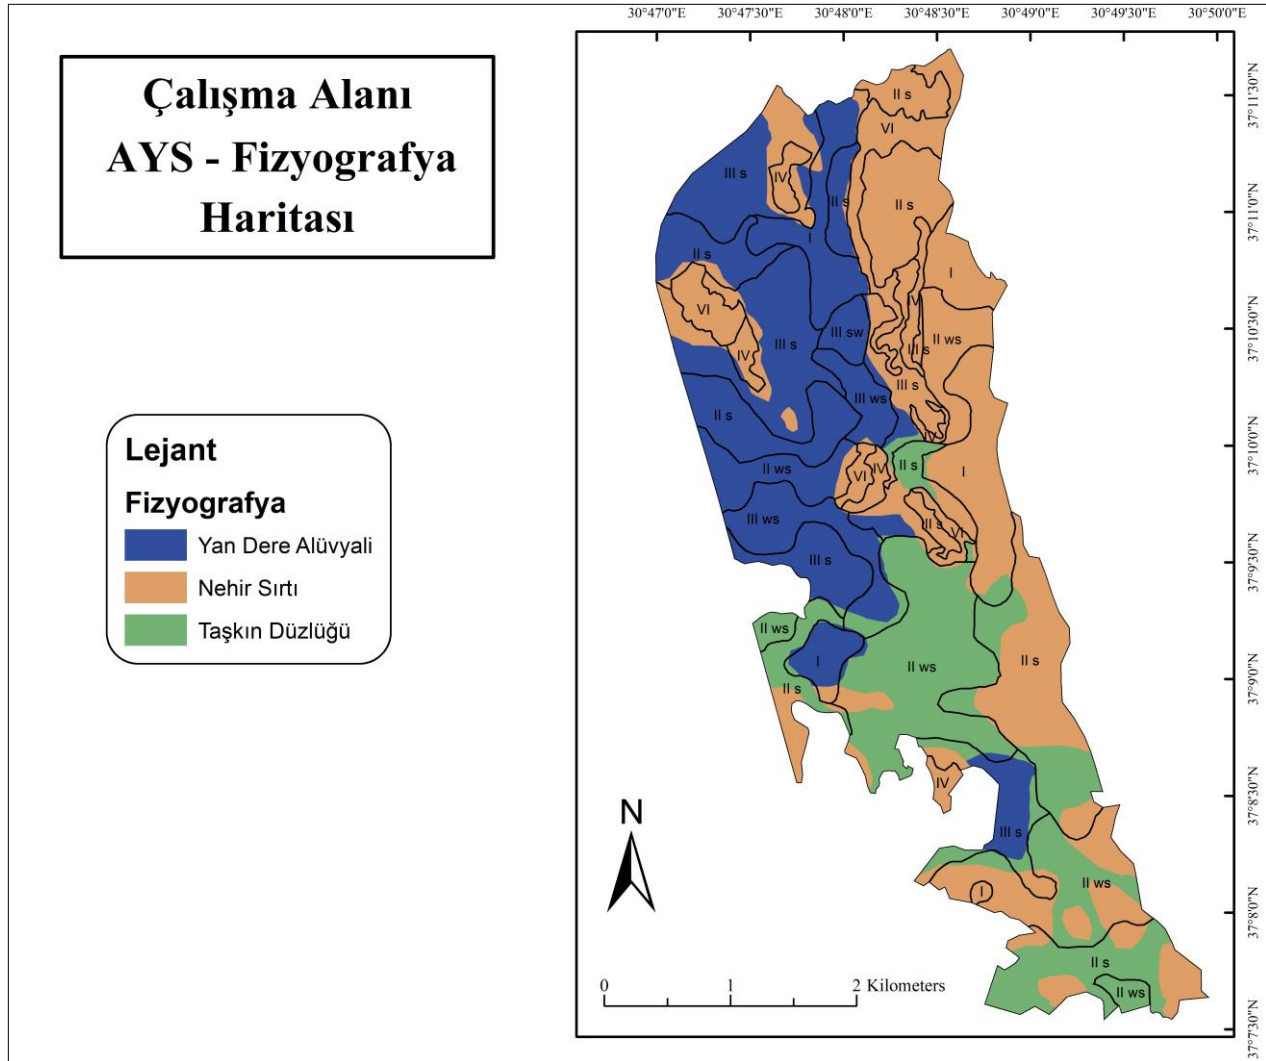 30°47'0"E 30°47'30"E 30°48'0"E 30°48'30"E 30°49'0"E 30°49'30"E 30°50'0"E
Çalışma Alanı
AYS - Fizyografya
Haritası
37°11'30"N
37°11'0"N
37°10'30"N
37°10'0"N
37°9'30"N
37°9'0"N
37°8'30"N
37°8'0"N
37°7'30"N
II s
VI
III s
IV
II s
II s
I
II s
I
VI
V
III sw
II ws
III s
IV
III s
III s
III ws
II s
IV
II ws
VI
IV
II s
I
III ws
III s
VI
III s
II ws
I
II ws
II s
II s
IV
III s
I
II ws
II s
II ws
Lejant
Fizyografya
Yan Dere Alüvyali
Nehir Sırtı
Taşkın Düzlüğü
N
0 1 2 Kilometers